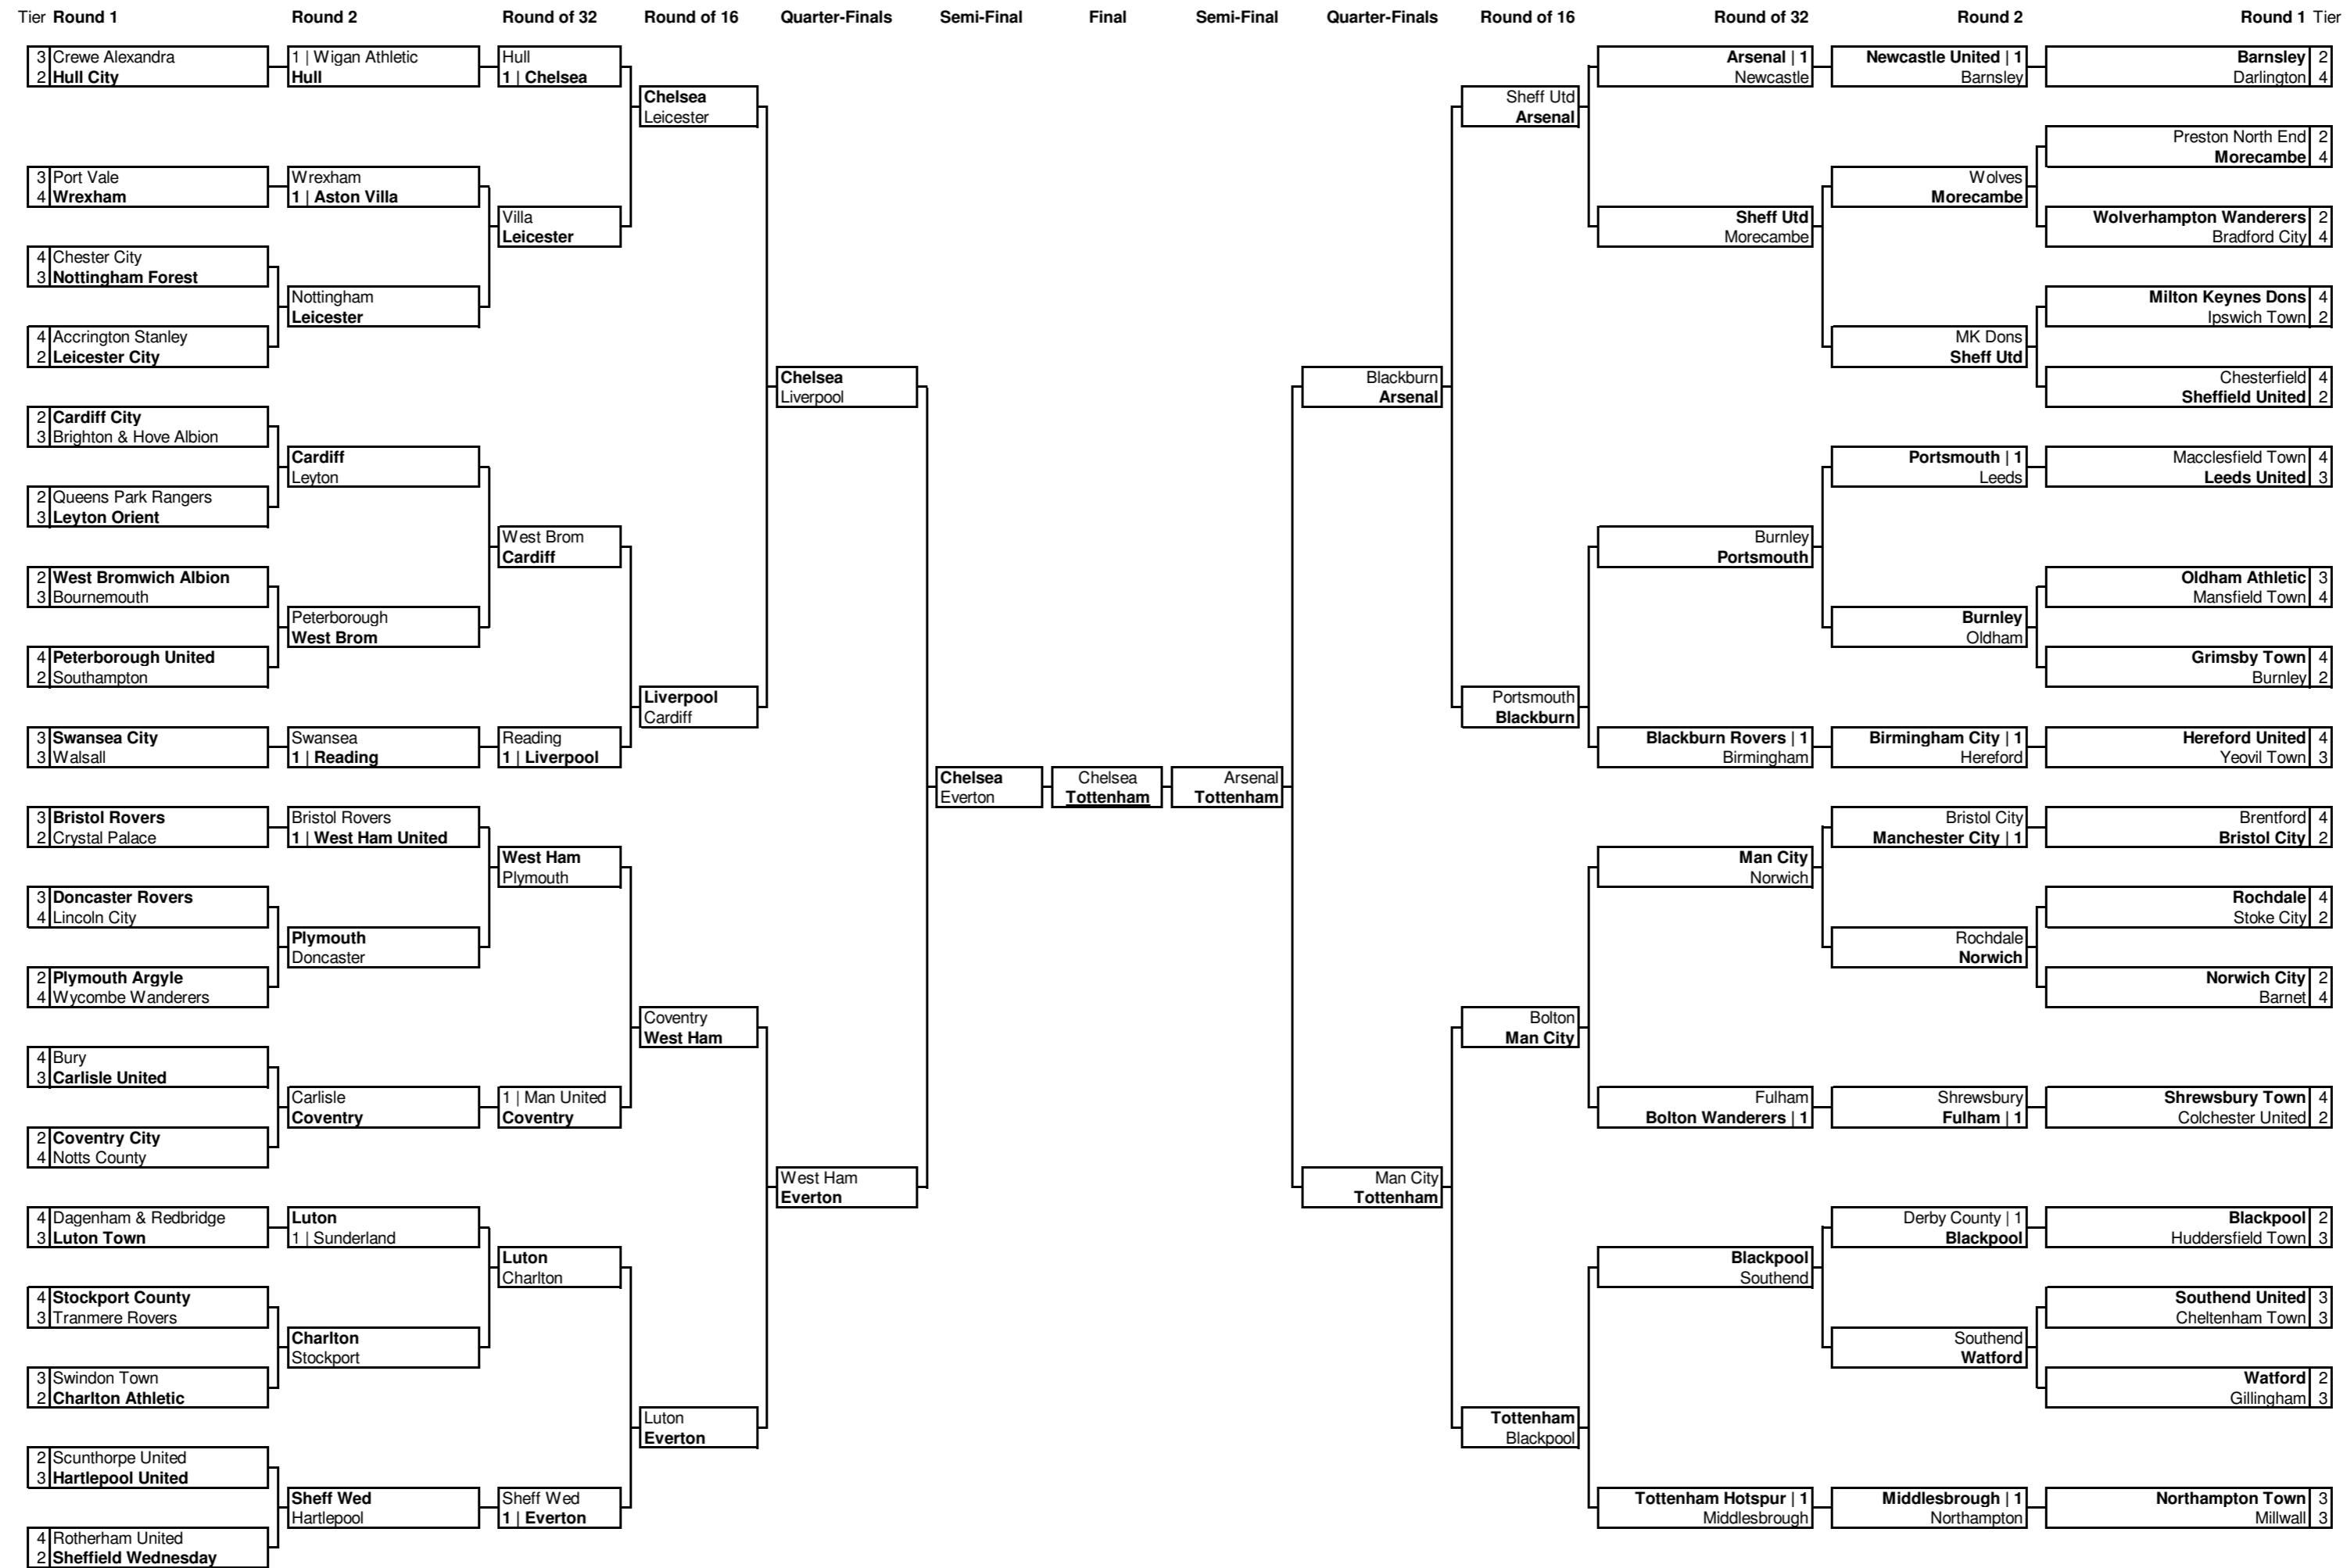 Tier Round 1 Round 2 Round of 32 Round of 16 Quarter-Finals Semi-Final Final Semi-Final Quarter-Finals Round of 16 Round of 32 Round 2 Round 1 Tier
3 Crewe Alexandra 1 | Wigan Athletic Hull Arsenal | 1 Newcastle United | 1 Barnsley 2
2 Hull City Hull 1 | Chelsea Newcastle Barnsley Darlington 4
Chelsea Sheff Utd
Leicester Arsenal
Preston North End 2
Morecambe 4
3 Port Vale Wrexham Wolves
4 Wrexham 1 | Aston Villa Morecambe
Villa Sheff Utd Wolverhampton Wanderers 2
Leicester Morecambe Bradford City 4
4 Chester City
3 Nottingham Forest
Nottingham Milton Keynes Dons 4
Leicester Ipswich Town 2
4 Accrington Stanley MK Dons
2 Leicester City Sheff Utd
Chelsea Blackburn Chesterfield 4
Liverpool Arsenal Sheffield United 2
2 Cardiff City
3 Brighton & Hove Albion
Cardiff Portsmouth | 1 Macclesfield Town 4
Leyton Leeds Leeds United 3
2 Queens Park Rangers
3 Leyton Orient
West Brom Burnley
Cardiff Portsmouth
2 West Bromwich Albion Oldham Athletic 3
3 Bournemouth Mansfield Town 4
Peterborough Burnley
West Brom Oldham
4 Peterborough United Grimsby Town 4
2 Southampton Burnley 2
Liverpool Portsmouth
Cardiff Blackburn
3 Swansea City Swansea Reading Blackburn Rovers | 1 Birmingham City | 1 Hereford United 4
3 Walsall 1 | Reading 1 | Liverpool Birmingham Hereford Yeovil Town 3
Chelsea Chelsea Arsenal
Everton Tottenham Tottenham
3 Bristol Rovers Bristol Rovers Bristol City Brentford 4
2 Crystal Palace 1 | West Ham United Manchester City | 1 Bristol City 2
West Ham Man City
Plymouth Norwich
3 Doncaster Rovers Rochdale 4
4 Lincoln City Stoke City 2
Plymouth Rochdale
Doncaster Norwich
2 Plymouth Argyle Norwich City 2
4 Wycombe Wanderers Barnet 4
Coventry Bolton
West Ham Man City
4 Bury
3 Carlisle United
Carlisle 1 | Man United Fulham Shrewsbury Shrewsbury Town 4
Coventry Coventry Bolton Wanderers | 1 Fulham | 1 Colchester United 2
2 Coventry City
4 Notts County
West Ham Man City
Everton Tottenham
4 Dagenham & Redbridge Luton Derby County | 1 Blackpool 2
3 Luton Town 1 | Sunderland Blackpool Huddersfield Town 3
Luton Blackpool
Charlton Southend
4 Stockport County Southend United 3
3 Tranmere Rovers Cheltenham Town 3
Charlton Southend
Stockport Watford
3 Swindon Town Watford 2
2 Charlton Athletic Gillingham 3
Luton Tottenham
Everton Blackpool
2 Scunthorpe United
3 Hartlepool United
Sheff Wed Sheff Wed Tottenham Hotspur | 1 Middlesbrough | 1 Northampton Town 3
Hartlepool 1 | Everton Middlesbrough Northampton Millwall 3
4 Rotherham United
2 Sheffield Wednesday